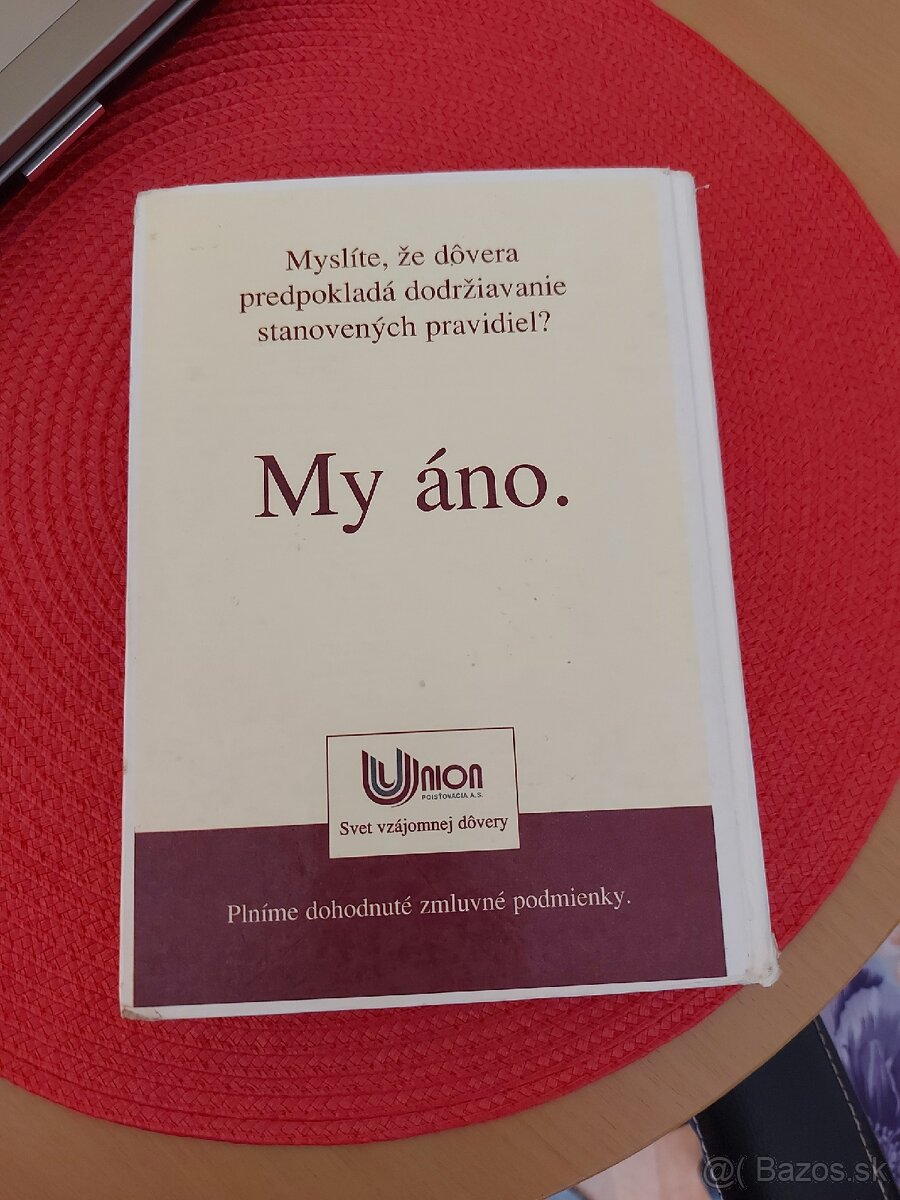 Myslíte, že dôvera
predpokladá dodržiavanie
stanovených pravidiel?
My áno.
UNION
POISŤOVACIA A.S.
Svet vzájomnej dôvery
Plníme dohodnuté zmluvné podmienky.
@( Bazos.sk